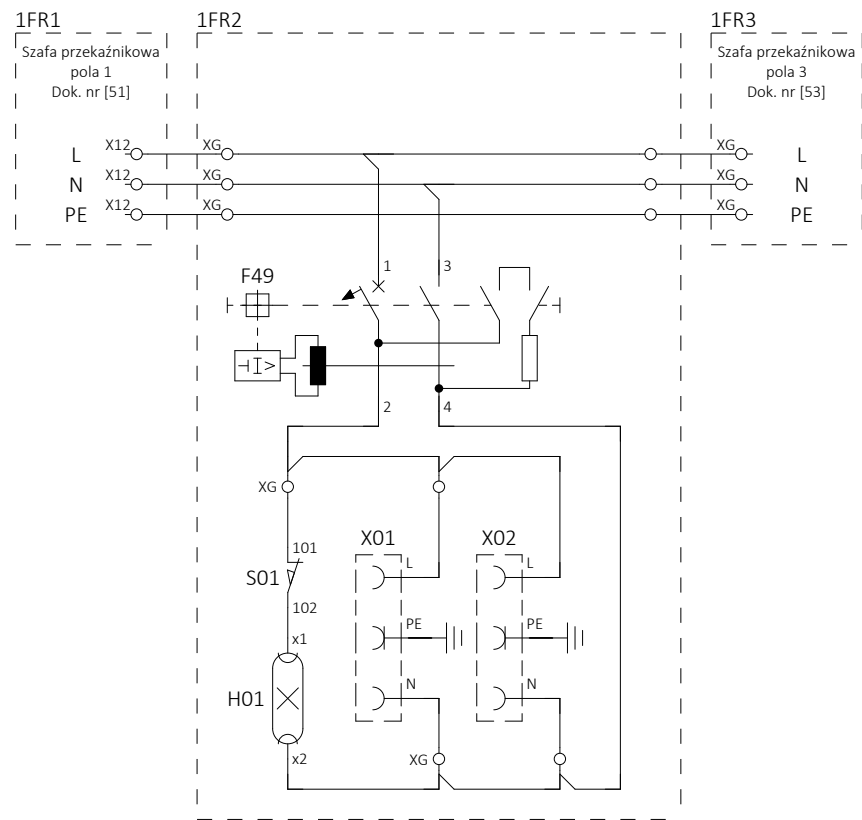 1FR1
1FR2
1FR3
Szafa przekaźnikowa
pola 1
Dok. nr [51]
Szafa przekaźnikowa
pola 3
Dok. nr [53]
L X12 XG XG L
N X12 XG XG N
PE X12 XG XG PE
F49
1 3
I >
2 4
XG
X01 X02
101
L L
S01
102
PE PE
x1
H01
N N
x2
XG